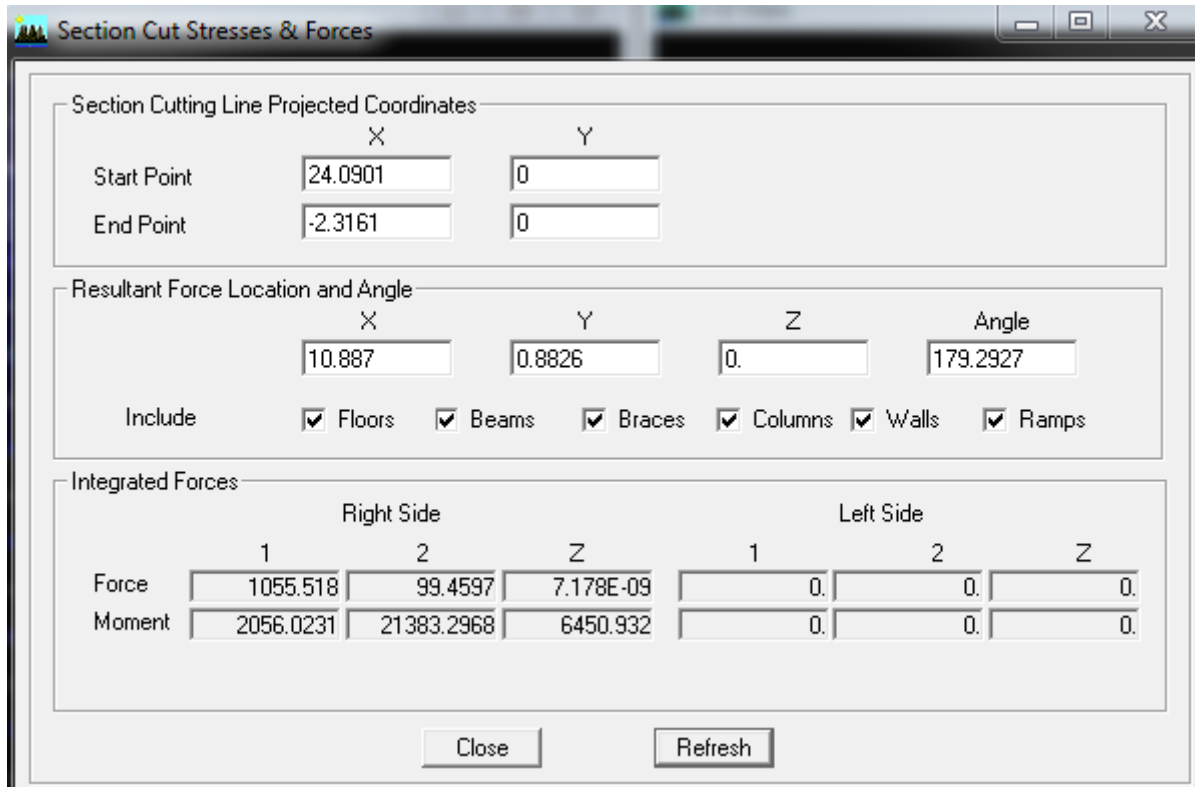 Section Cut Stresses & Forces
Section Cutting Line Projected Coordinates
X Y
Start Point 24.0901 0
End Point -2.3161 0
Resultant Force Location and Angle
X Y Z Angle
10.887 0.8826 0. 179.2927
Include Floors Beams Braces Columns Walls Ramps
Integrated Forces
Right Side Left Side
1 2 Z 1 2 Z
Force 1055.518 99.4597 7.178E-09 0. 0. 0.
Moment 2056.0231 21383.2968 6450.932 0. 0. 0.
Close Refresh